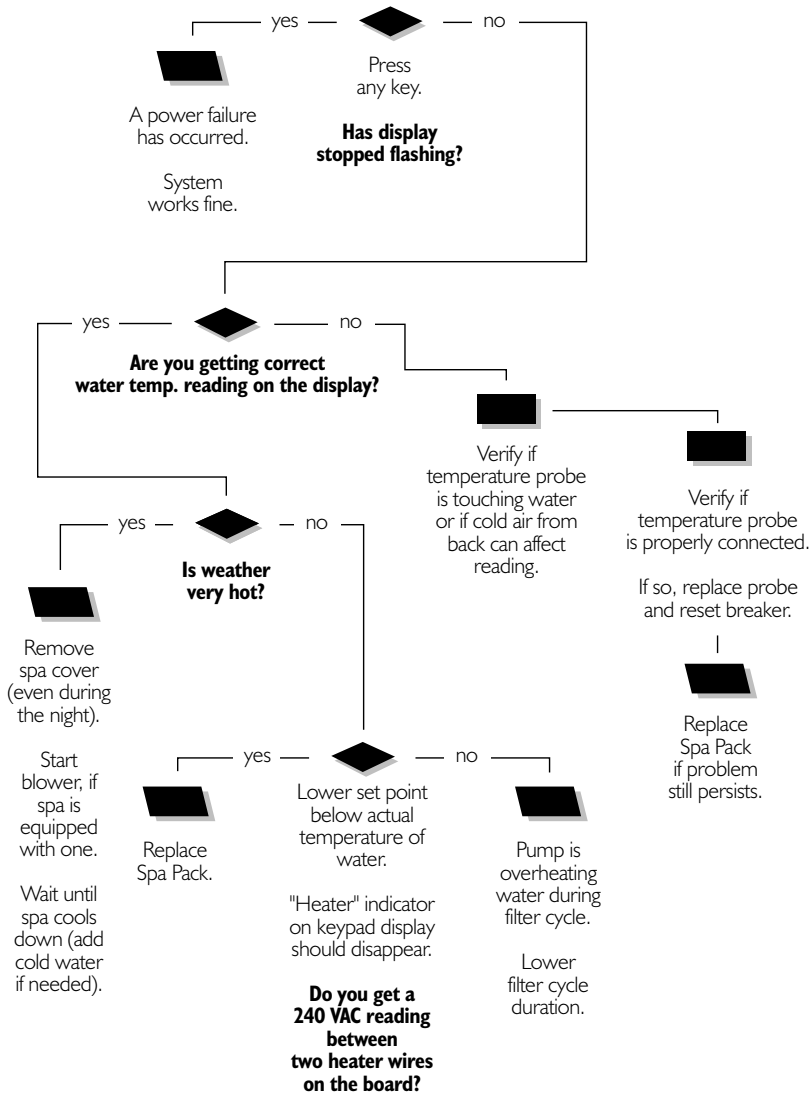 yes
no
Press
any key.
Has display
stopped flashing?
A power failure
has occurred.
System
works fine.
yes
no
Are you getting correct
water temp. reading on the display?
Verify if
temperature probe
is touching water
or if cold air from
back can affect
reading.
Verify if
temperature probe
is properly connected.
If so, replace probe
and reset breaker.
Replace
Spa Pack
if problem
still persists.
yes
no
Is weather
very hot?
Remove
spa cover
(even during
the night).
Start
blower, if
spa is
equipped
with one.
Wait until
spa cools
down (add
cold water
if needed).
yes
no
Replace
Spa Pack.
Lower set point
below actual
temperature of
water.
"Heater" indicator
on keypad display
should disappear.
Do you get a
240 VAC reading
between
two heater wires
on the board?
Pump is
overheating
water during
filter cycle.
Lower
filter cycle
duration.